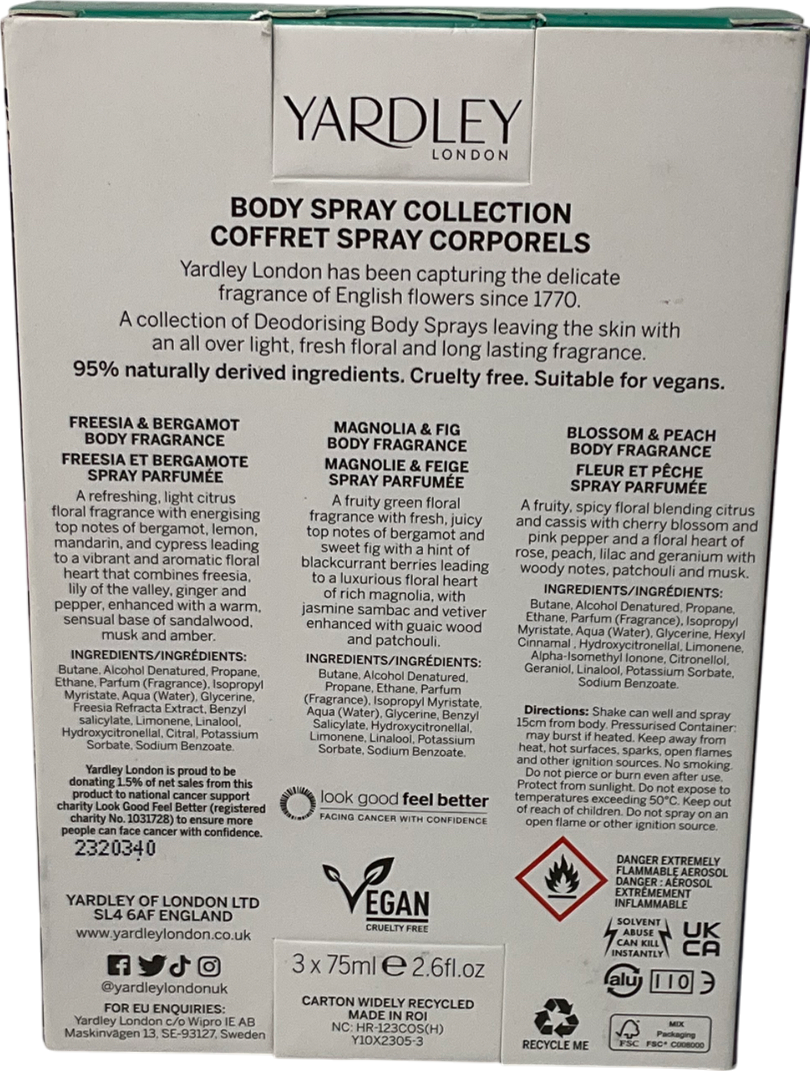 YARDLEY
LONDON
BODY SPRAY COLLECTION
COFFRET SPRAY CORPORELS
Yardley London has been capturing the delicate
fragrance of English flowers since 1770.
A collection of Deodorising Body Sprays leaving the skin with
an all over light, fresh floral and long lasting fragrance.
95% naturally derived ingredients. Cruelty free. Suitable for vegans.
FREESIA & BERGAMOT
BODY FRAGRANCE
FREESIA ET BERGAMOTE
SPRAY PARFUMÉE
A refreshing, light citrus
floral fragrance with energising
top notes of bergamot, lemon,
mandarin, and cypress leading
to a vibrant and aromatic floral
heart that combines freesia,
lily of the valley, ginger and
pepper, enhanced with a warm,
sensual base of sandalwood,
musk and amber.
INGREDIENTS/INGRÉDIENTS:
Butane, Alcohol Denatured, Propane,
Ethane, Parfum (Fragrance), Isopropyl
Myristate, Aqua (Water), Glycerine,
Freesia Refracta Extract, Benzyl
salicylate, Limonene, Linalool,
Hydroxycitronellal, Citral, Potassium
Sorbate, Sodium Benzoate.
Yardley London is proud to be
donating 1.5% of net sales from this
product to national cancer support
charity Look Good Feel Better (registered
charity No. 1031728) to ensure more
people can face cancer with confidence.
2320340
YARDLEY OF LONDON LTD
SL4 6AF ENGLAND
www.yardleylondon.co.uk
@yardleylondonuk
FOR EU ENQUIRIES:
Yardley London c/o Wipro IE AB
Maskinvägen 13, SE-93127, Sweden
MAGNOLIA & FIG
BODY FRAGRANCE
MAGNOLIE & FEIGE
SPRAY PARFUMÉE
A fruity green floral
fragrance with fresh, juicy
top notes of bergamot and
sweet fig with a hint of
blackcurrant berries leading
to a luxurious floral heart
of rich magnolia, with
jasmine sambac and vetiver
enhanced with guaic wood
and patchouli.
INGREDIENTS/INGRÉDIENTS:
Butane, Alcohol Denatured,
Propane, Ethane, Parfum
(Fragrance), Isopropyl Myristate,
Aqua (Water), Glycerine, Benzyl
Salicylate, Hydroxycitronellal,
Limonene, Linalool, Potassium
Sorbate, Sodium Benzoate.
look good feel better
FACING CANCER WITH CONFIDENCE
VEGAN
CRUELTY FREE
3 x 75ml ℮ 2.6fl.oz
CARTON WIDELY RECYCLED
MADE IN ROI
NC: HR-123COS(H)
Y10X2305-3
BLOSSOM & PEACH
BODY FRAGRANCE
FLEUR ET PÊCHE
SPRAY PARFUMÉE
A fruity, spicy floral blending citrus
and cassis with cherry blossom and
pink pepper and a floral heart of
rose, peach, lilac and geranium with
woody notes, patchouli and musk.
INGREDIENTS/INGRÉDIENTS:
Butane, Alcohol Denatured, Propane,
Ethane, Parfum (Fragrance), Isopropyl
Myristate, Aqua (Water), Glycerine, Hexyl
Cinnamal , Hydroxycitronellal, Limonene,
Alpha-Isomethyl Ionone, Citronellol,
Geraniol, Linalool, Potassium Sorbate,
Sodium Benzoate.
Directions: Shake can well and spray
15cm from body. Pressurised Container:
may burst if heated. Keep away from
heat, hot surfaces, sparks, open flames
and other ignition sources. No smoking.
Do not pierce or burn even after use.
Protect from sunlight. Do not expose to
temperatures exceeding 50°C. Keep out
of reach of children. Do not spray on an
open flame or other ignition source.
DANGER EXTREMELY
FLAMMABLE AEROSOL
DANGER : AÉROSOL
EXTRÊMEMENT
INFLAMMABLE
SOLVENT
ABUSE
CAN KILL
INSTANTLY
UK
CA
alu
110
RECYCLE ME
FSC
MIX
Packaging
FSC® C008000